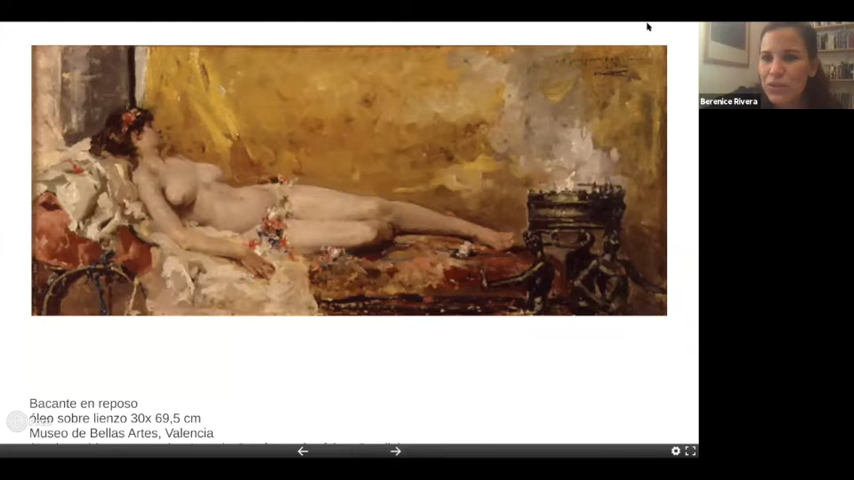 Berenice Rivera
Bacante en reposo
óleo sobre lienzo 30x 69,5 cm
Museo de Bellas Artes, Valencia